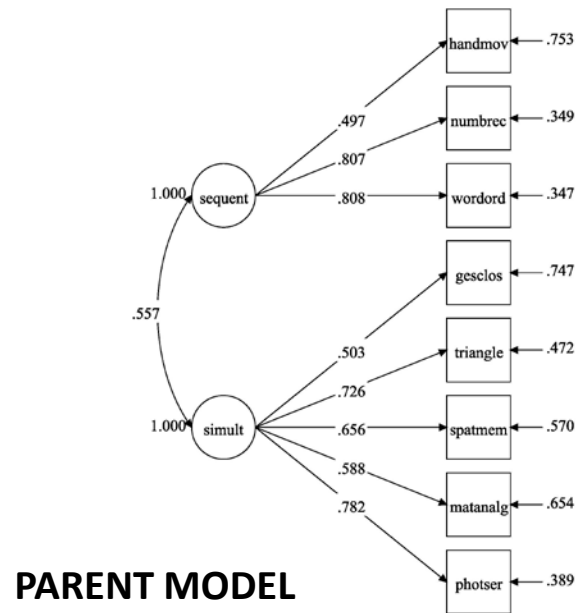 handmov
.753
.497
numbrec
.349
.807
1.000
sequent
.808
wordord
.347
gesclos
.747
.557
.503
triangle
.472
.726
1.000
simult
.656
spatmem
.570
.588
matanalg
.654
.782
photser
.389
PARENT MODEL